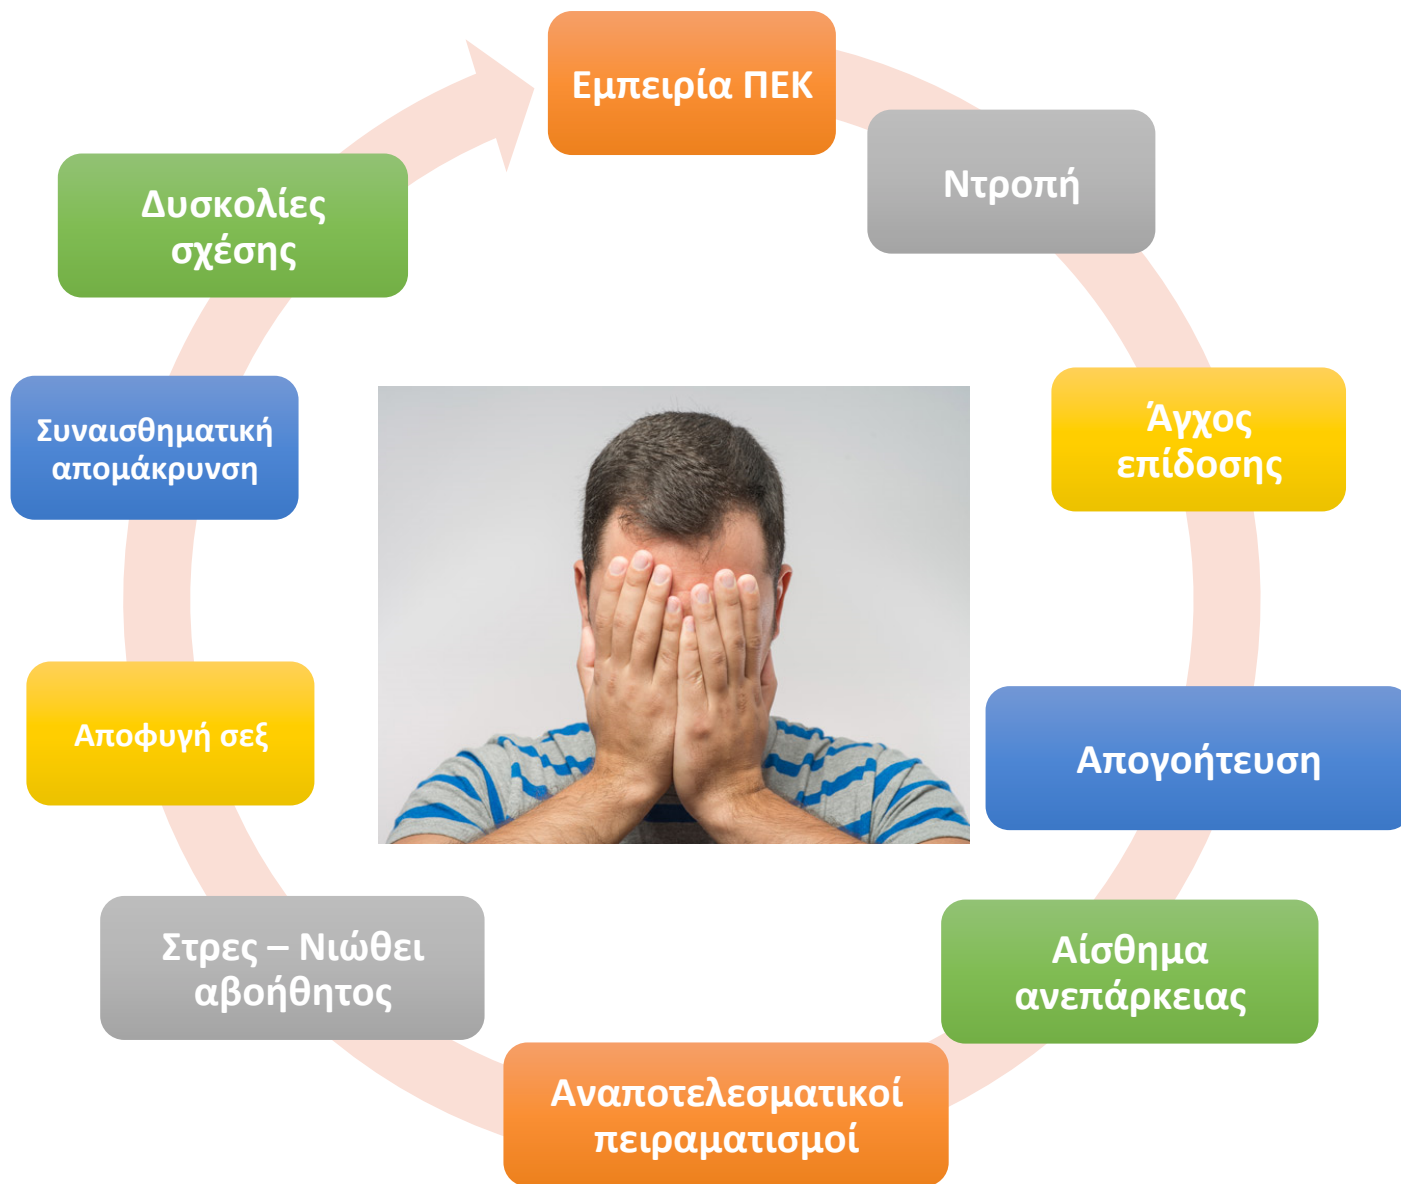 Εμπειρία ΠΕΚ
Ντροπή
Άγχος
επίδοσης
Απογοήτευση
Αίσθημα
ανεπάρκειας
Αναποτελεσματικοί
πειραματισμοί
Στρες – Νιώθει
αβοήθητος
Αποφυγή σεξ
Συναισθηματική
απομάκρυνση
Δυσκολίες
σχέσης